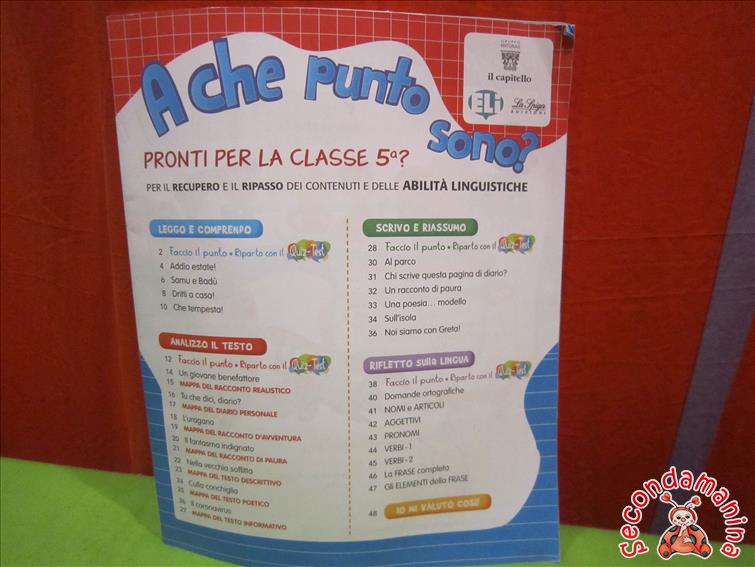 A che punto
sono?
GRUPPO
EDITORIALE
il capitello
ELi
La Spiga
EDIZIONI
PRONTI PER LA CLASSE 5ª?
PER IL RECUPERO E IL RIPASSO DEI CONTENUTI E DELLE ABILITÀ LINGUISTICHE
LEGGO E COMPRENDO
2 Faccio il punto • Riparto con il Quiz-Test
4 Addio estate!
6 Samu e Badù
8 Dritti a casa!
10 Che tempesta!
ANALIZZO IL TESTO
12 Faccio il punto • Riparto con il Quiz-Test
14 Un giovane benefattore
15 MAPPA DEL RACCONTO REALISTICO
16 Tu che dici, diario?
17 MAPPA DEL DIARIO PERSONALE
18 L'uragano
19 MAPPA DEL RACCONTO D'AVVENTURA
20 Il fantasma indignato
21 MAPPA DEL RACCONTO DI PAURA
22 Nella vecchia soffitta
23 MAPPA DEL TESTO DESCRITTIVO
24 Culla conchiglia
25 MAPPA DEL TESTO POETICO
26 Il coronavirus
27 MAPPA DEL TESTO INFORMATIVO
SCRIVO E RIASSUMO
28 Faccio il punto • Riparto con il Quiz-Test
30 Al parco
31 Chi scrive questa pagina di diario?
32 Un racconto di paura
33 Una poesia... modello
34 Sull'isola
36 Noi siamo con Greta!
RIFLETTO sulla LINGUA
38 Faccio il punto • Riparto con il Quiz-Test
40 Domande ortografiche
41 NOMI e ARTICOLI
42 AGGETTIVI
43 PRONOMI
44 VERBI - 1
45 VERBI - 2
46 La FRASE completa
47 Gli ELEMENTI della FRASE
48 IO MI VALUTO COSÌ!
secondamanina